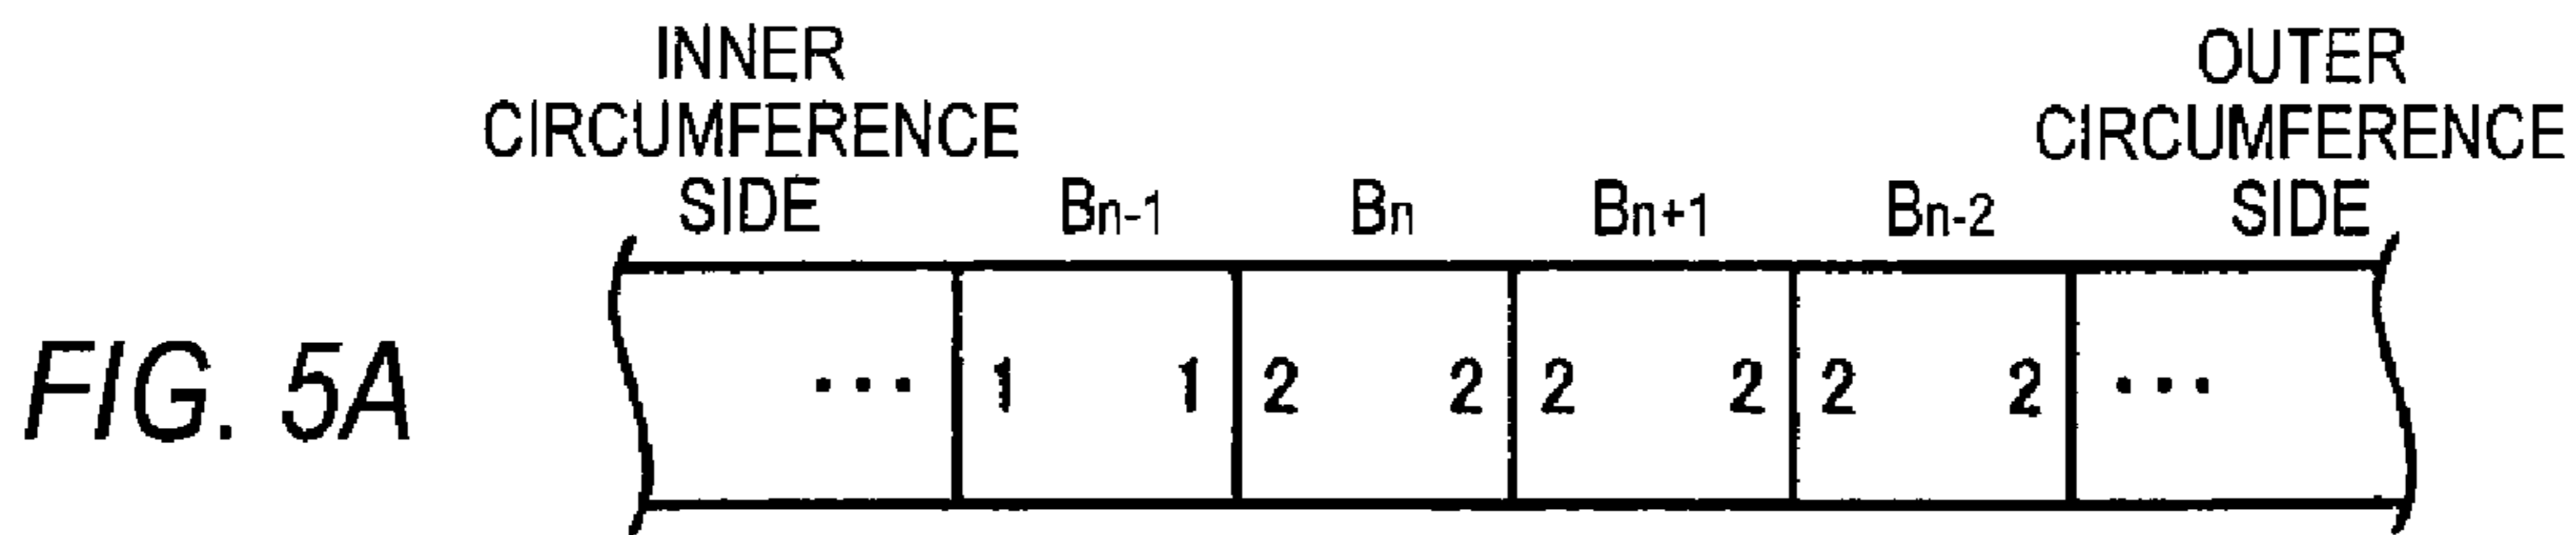 INNER
CIRCUMFERENCE
SIDE
Bn-1 Bn Bn+1 Bn-2
OUTER
CIRCUMFERENCE
SIDE
FIG. 5A
... 1 1 2 2 2 2 2 2 ...